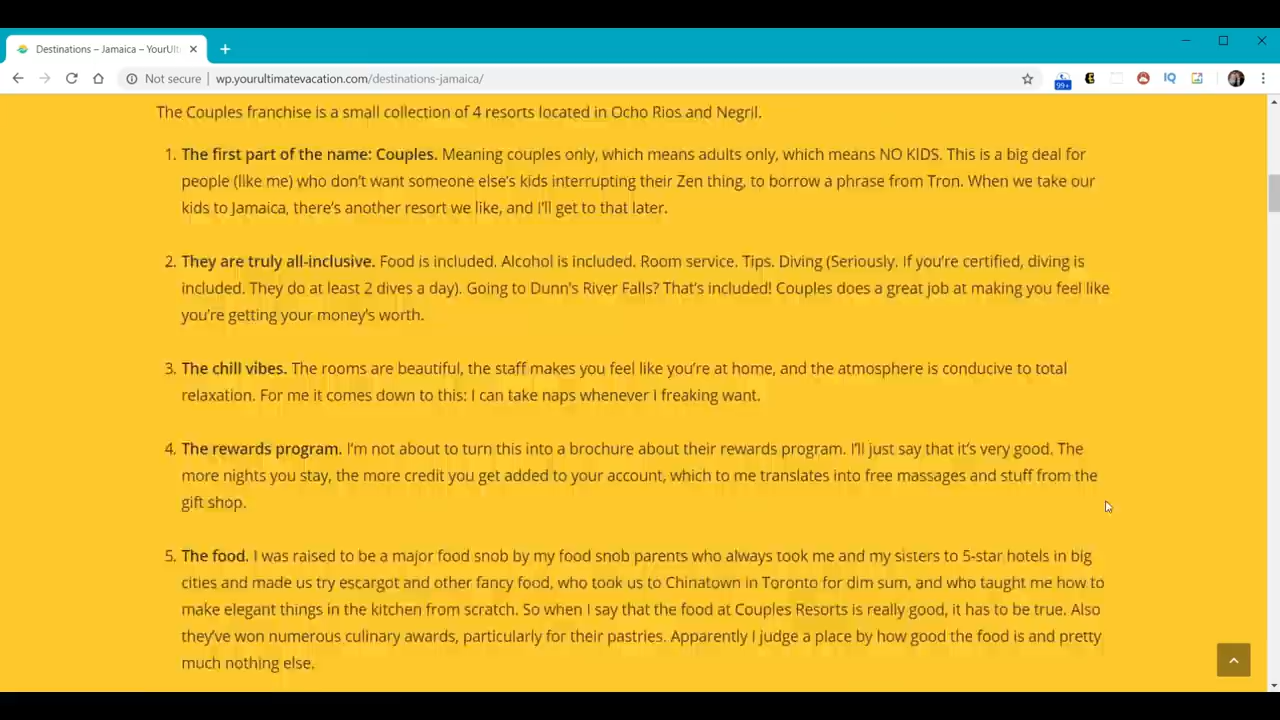 Destinations – Jamaica – YourUlt
Not secure
wp.yourultimatevacation.com/destinations-jamaica/
99+
IQ
The Couples franchise is a small collection of 4 resorts located in Ocho Rios and Negril.
1. The first part of the name: Couples. Meaning couples only, which means adults only, which means NO KIDS. This is a big deal for
people (like me) who don't want someone else's kids interrupting their Zen thing, to borrow a phrase from Tron. When we take our
kids to Jamaica, there's another resort we like, and I'll get to that later.
2. They are truly all-inclusive. Food is included. Alcohol is included. Room service. Tips. Diving (Seriously. If you're certified, diving is
included. They do at least 2 dives a day). Going to Dunn's River Falls? That's included! Couples does a great job at making you feel like
you're getting your money's worth.
3. The chill vibes. The rooms are beautiful, the staff makes you feel like you're at home, and the atmosphere is conducive to total
relaxation. For me it comes down to this: I can take naps whenever I freaking want.
4. The rewards program. I'm not about to turn this into a brochure about their rewards program. I'll just say that it's very good. The
more nights you stay, the more credit you get added to your account, which to me translates into free massages and stuff from the
gift shop.
5. The food. I was raised to be a major food snob by my food snob parents who always took me and my sisters to 5-star hotels in big
cities and made us try escargot and other fancy food, who took us to Chinatown in Toronto for dim sum, and who taught me how to
make elegant things in the kitchen from scratch. So when I say that the food at Couples Resorts is really good, it has to be true. Also
they've won numerous culinary awards, particularly for their pastries. Apparently I judge a place by how good the food is and pretty
much nothing else.